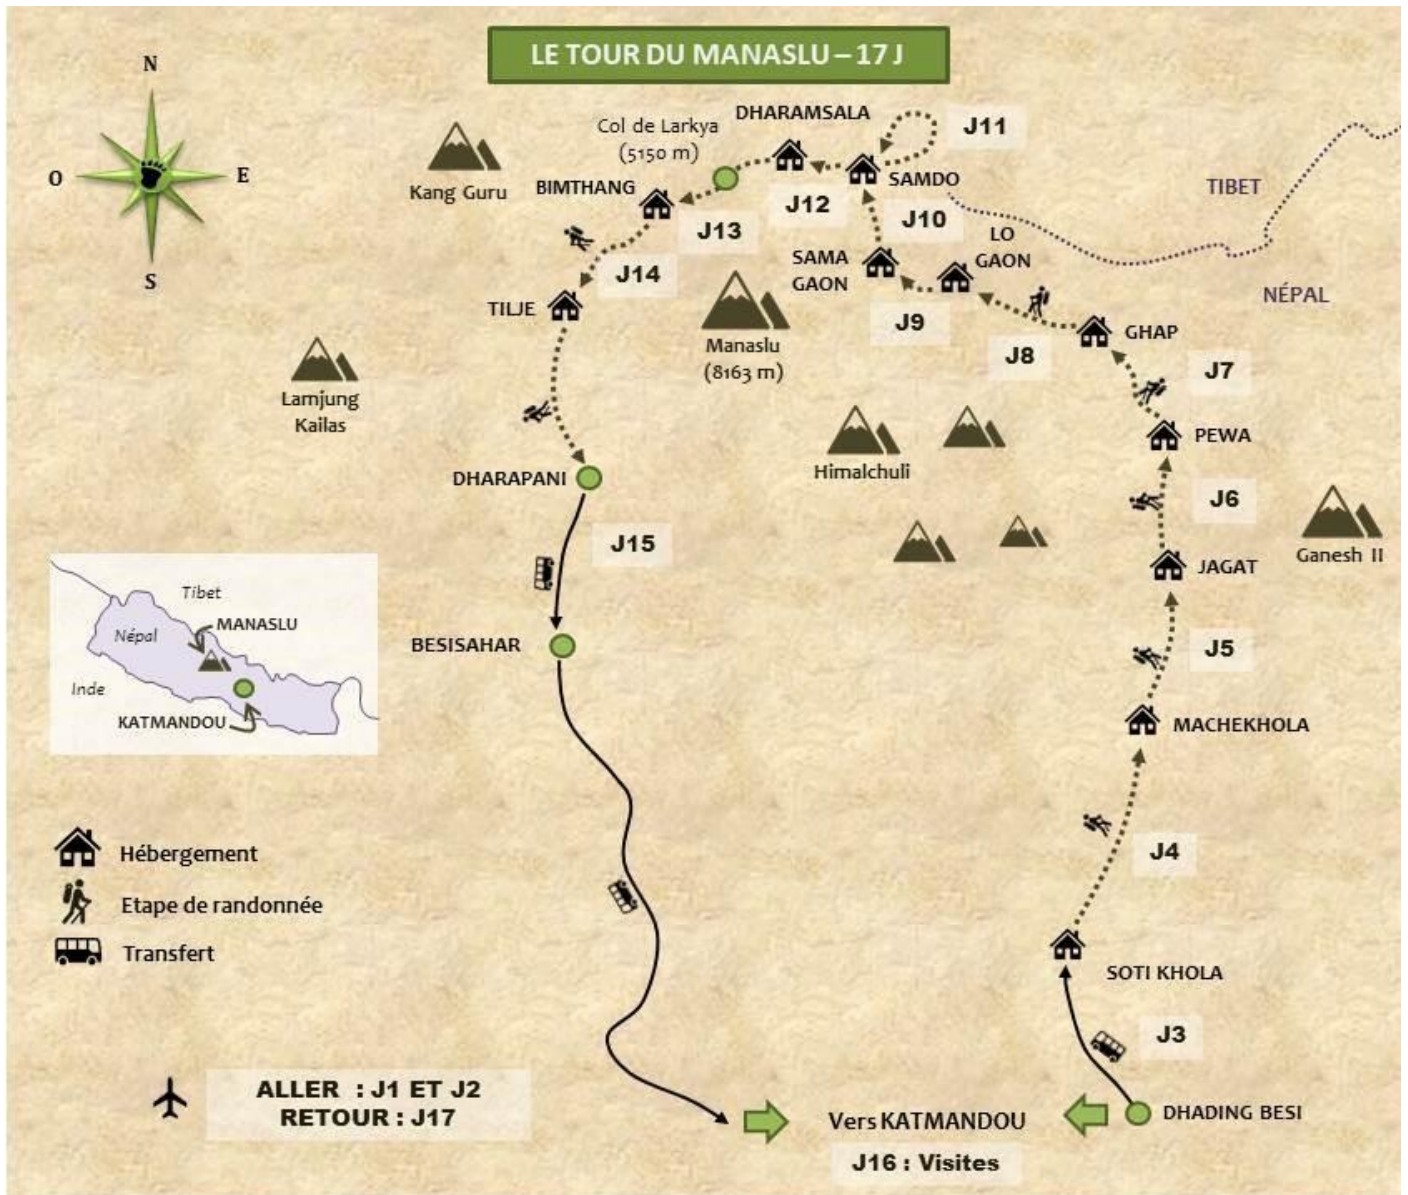 LE TOUR DU MANASLU – 17 J
N
O
E
S
Kang Guru
Col de Larkya
(5150 m)
DHARAMSALA
J11
BIMTHANG
SAMDO
TIBET
J12
J10
J13
LO
GAON
SAMA
GAON
J14
NÉPAL
TILJE
J9
GHAP
Manaslu
(8163 m)
J8
J7
Lamjung
Kailas
PEWA
Himalchuli
DHARAPANI
J6
J15
Ganesh II
JAGAT
Tibet
MANASLU
Népal
Inde
KATMANDOU
BESISAHAR
J5
MACHEKHOLA
Hébergement
Etape de randonnée
Transfert
J4
SOTI KHOLA
J3
ALLER : J1 ET J2
RETOUR : J17
Vers KATMANDOU
DHADING BESI
J16 : Visites